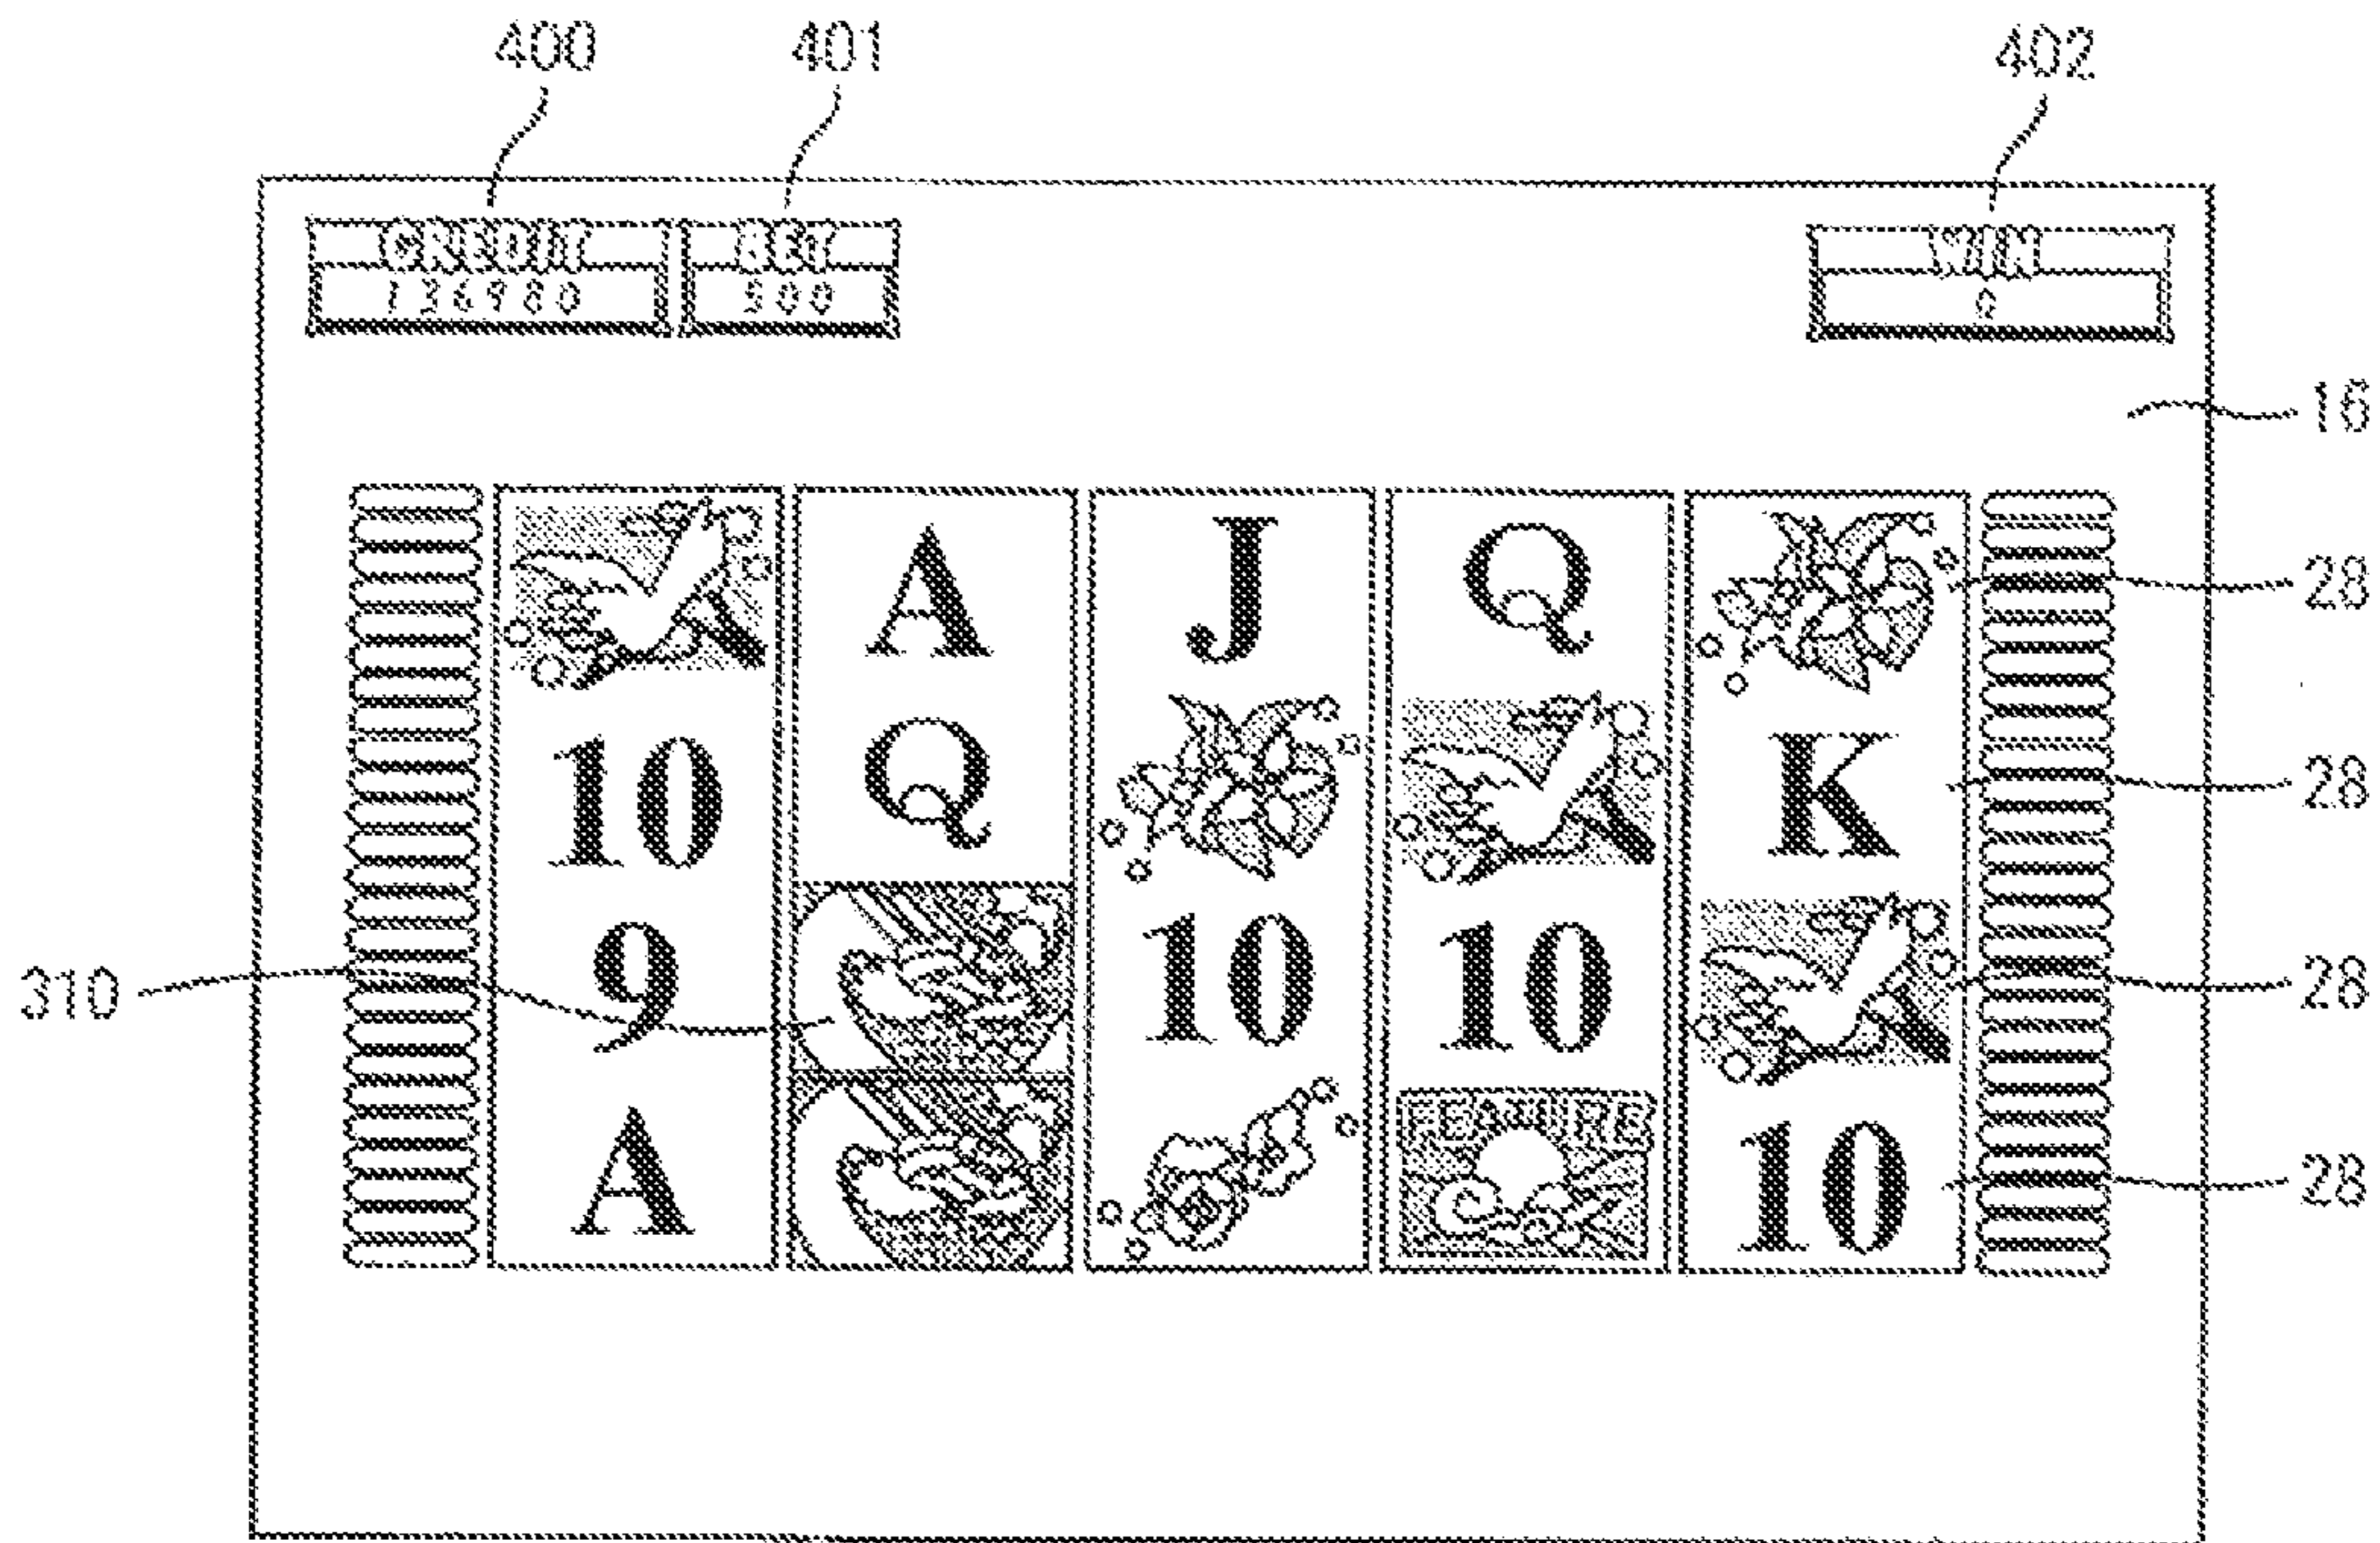 400 401 402
CREDIT BET WIN
136980 500 0
16
A J Q 28
10 Q K 28
310 9 10 10 28
A FEATURE 10 28